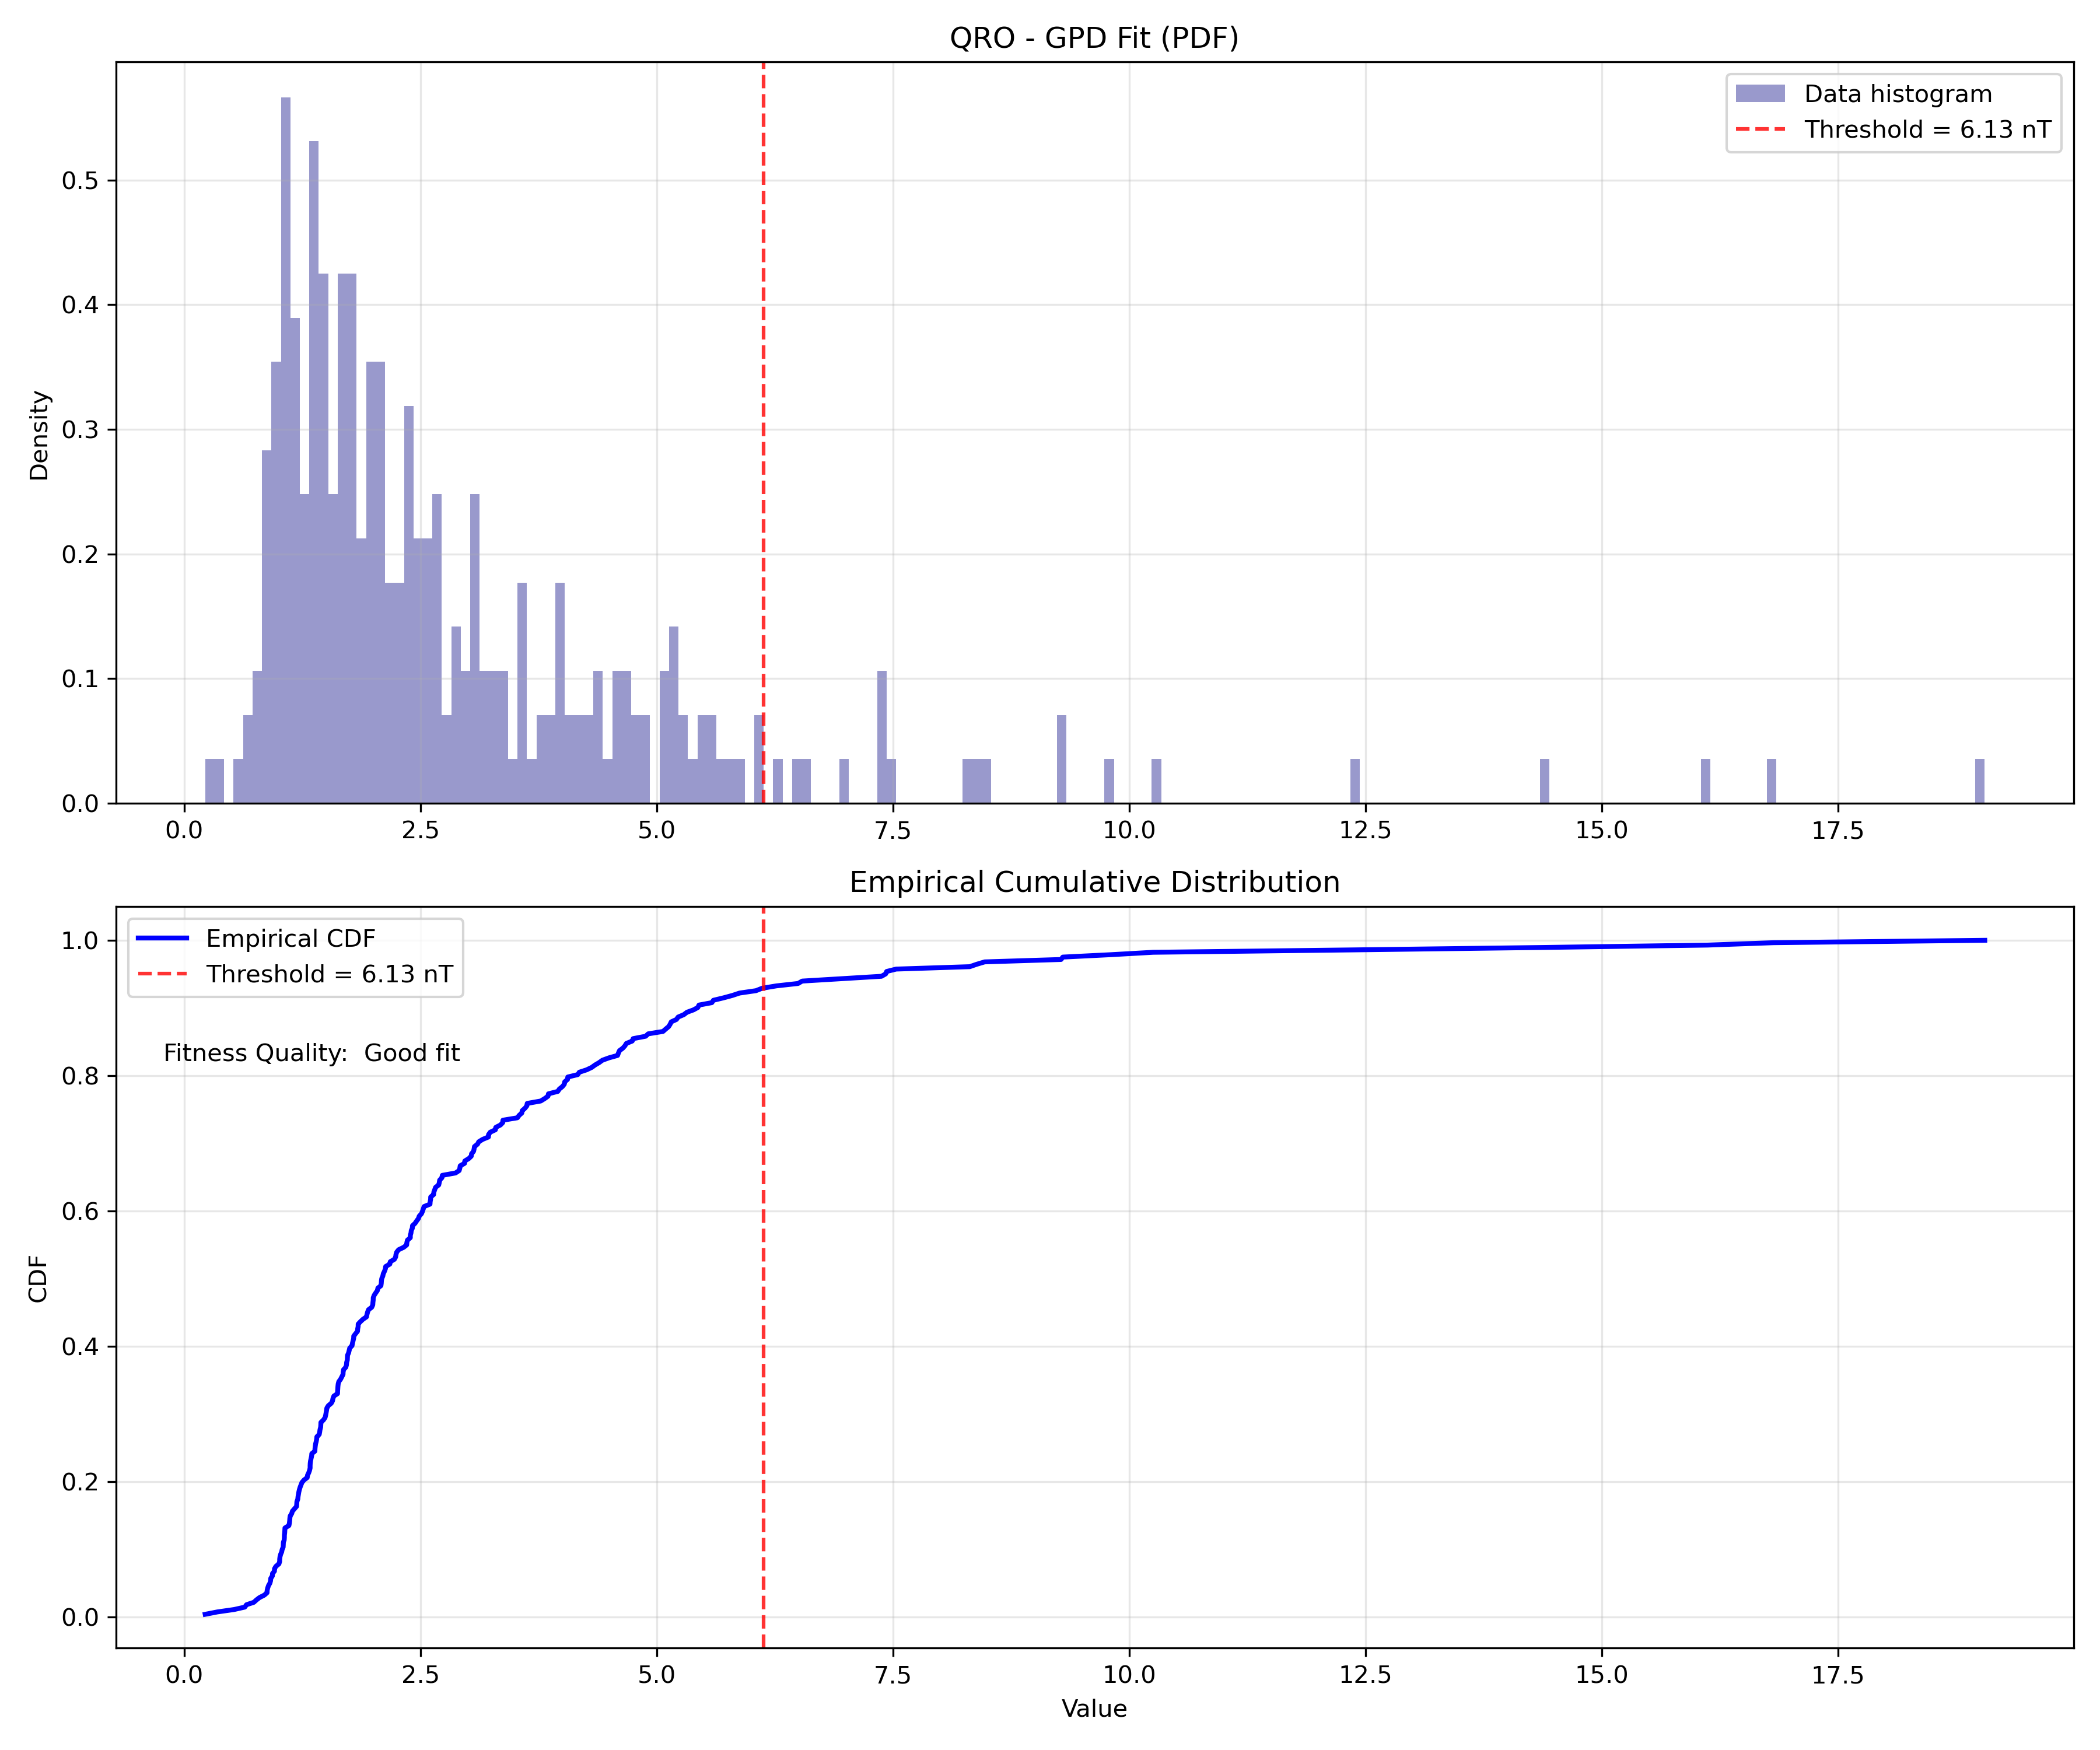 QRO - GPD Fit (PDF)
Data histogram
Threshold = 6.13 nT
Density
0.5
0.4
0.3
0.2
0.1
0.0
0.0 2.5 5.0 7.5 10.0 12.5 15.0 17.5
Empirical Cumulative Distribution
Empirical CDF
Threshold = 6.13 nT
Fitness Quality: Good fit
CDF
1.0
0.8
0.6
0.4
0.2
0.0
0.0 2.5 5.0 7.5 10.0 12.5 15.0 17.5
Value